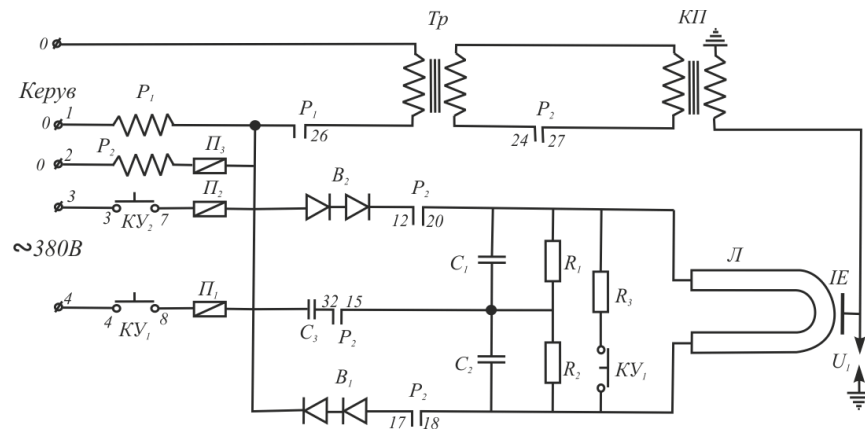 Тр
КП
0
Керув
P₁
0 1
P₁
26
P₂
24 27
0 2
P₂
П₃
3
П₂
B₂
P₂
3 КУ₂ 7
12 20
~380В
C₁
R₁
R₃
Л
IE
4
П₁
32 15
4 КУ₁ 8
C₃
P₂
C₂
R₂
КУ₁
U₁
B₁
P₂
17 18